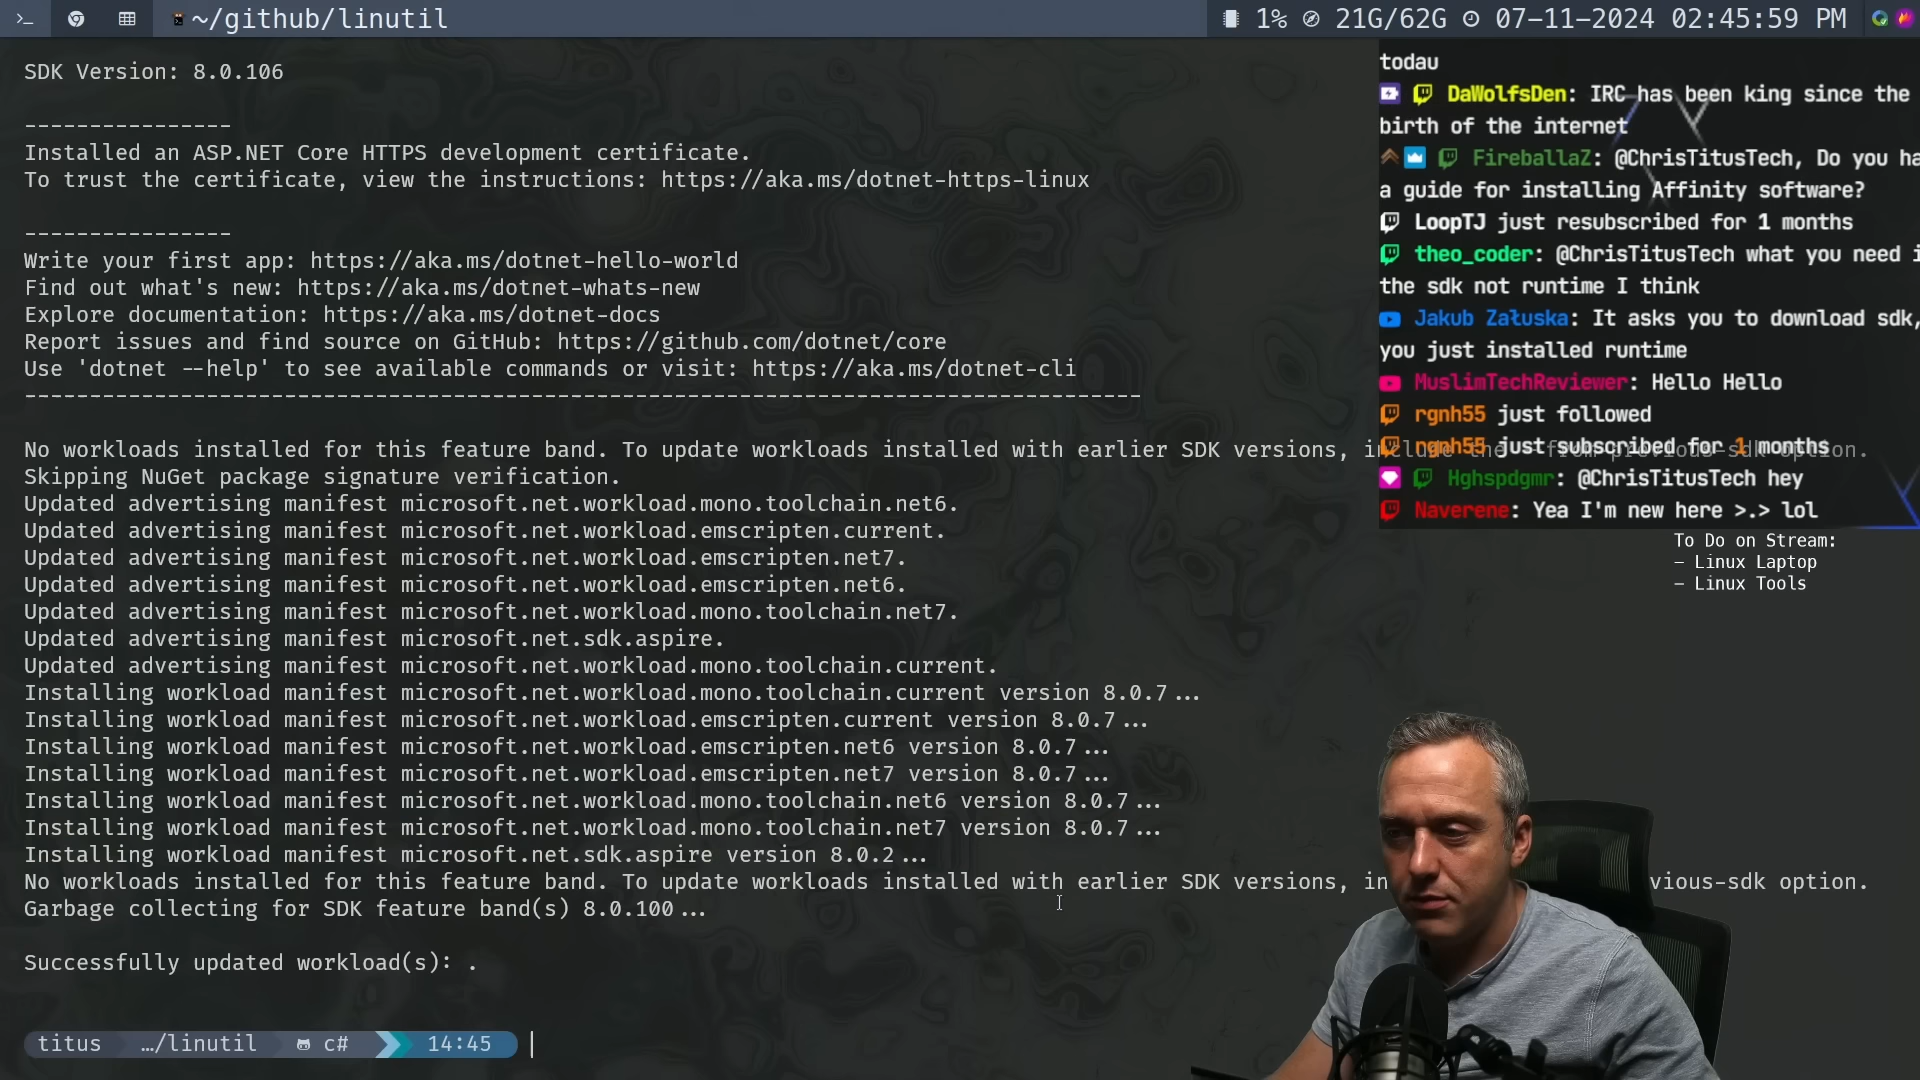 ~/github/linutil
1% 21G/62G 07-11-2024 02:45:59 PM
SDK Version: 8.0.106
----------------
Installed an ASP.NET Core HTTPS development certificate.
To trust the certificate, view the instructions: https://aka.ms/dotnet-https-linux
----------------
Write your first app: https://aka.ms/dotnet-hello-world
Find out what's new: https://aka.ms/dotnet-whats-new
Explore documentation: https://aka.ms/dotnet-docs
Report issues and find source on GitHub: https://github.com/dotnet/core
Use 'dotnet --help' to see available commands or visit: https://aka.ms/dotnet-cli
--------------------------------------------------------------------------------------
No workloads installed for this feature band. To update workloads installed with earlier SDK versions, include the --from-previous-sdk option.
Skipping NuGet package signature verification.
Updated advertising manifest microsoft.net.workload.mono.toolchain.net6.
Updated advertising manifest microsoft.net.workload.emscripten.current.
Updated advertising manifest microsoft.net.workload.emscripten.net7.
Updated advertising manifest microsoft.net.workload.emscripten.net6.
Updated advertising manifest microsoft.net.workload.mono.toolchain.net7.
Updated advertising manifest microsoft.net.sdk.aspire.
Updated advertising manifest microsoft.net.workload.mono.toolchain.current.
Installing workload manifest microsoft.net.workload.mono.toolchain.current version 8.0.7...
Installing workload manifest microsoft.net.workload.emscripten.current version 8.0.7...
Installing workload manifest microsoft.net.workload.emscripten.net6 version 8.0.7...
Installing workload manifest microsoft.net.workload.emscripten.net7 version 8.0.7...
Installing workload manifest microsoft.net.workload.mono.toolchain.net6 version 8.0.7...
Installing workload manifest microsoft.net.workload.mono.toolchain.net7 version 8.0.7...
Installing workload manifest microsoft.net.sdk.aspire version 8.0.2...
No workloads installed for this feature band. To update workloads installed with earlier SDK versions, in vious-sdk option.
Garbage collecting for SDK feature band(s) 8.0.100...
Successfully updated workload(s): .
titus …/linutil c# 14:45
todau
DaWolfsDen: IRC has been king since the
birth of the internet
FireballaZ: @ChrisTitusTech, Do you ha
a guide for installing Affinity software?
LoopTJ just resubscribed for 1 months
theo_coder: @ChrisTitusTech what you need i
the sdk not runtime I think
Jakub Załuska: It asks you to download sdk,
you just installed runtime
MuslimTechReviewer: Hello Hello
rgnh55 just followed
rgnh55 just subscribed for 1 months
Hghspdgmr: @ChrisTitusTech hey
Naverene: Yea I'm new here >.> lol
To Do on Stream:
- Linux Laptop
- Linux Tools